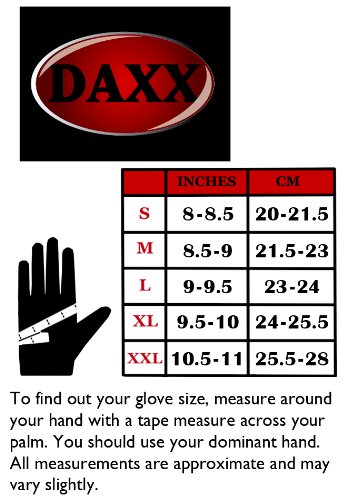 DAXX
INCHES CM
S 8-8.5 20-21.5
M 8.5-9 21.5-23
L 9-9.5 23-24
XL 9.5-10 24-25.5
XXL 10.5-11 25.5-28
To find out your glove size, measure around
your hand with a tape measure across your
palm. You should use your dominant hand.
All measurements are approximate and may
vary slightly.